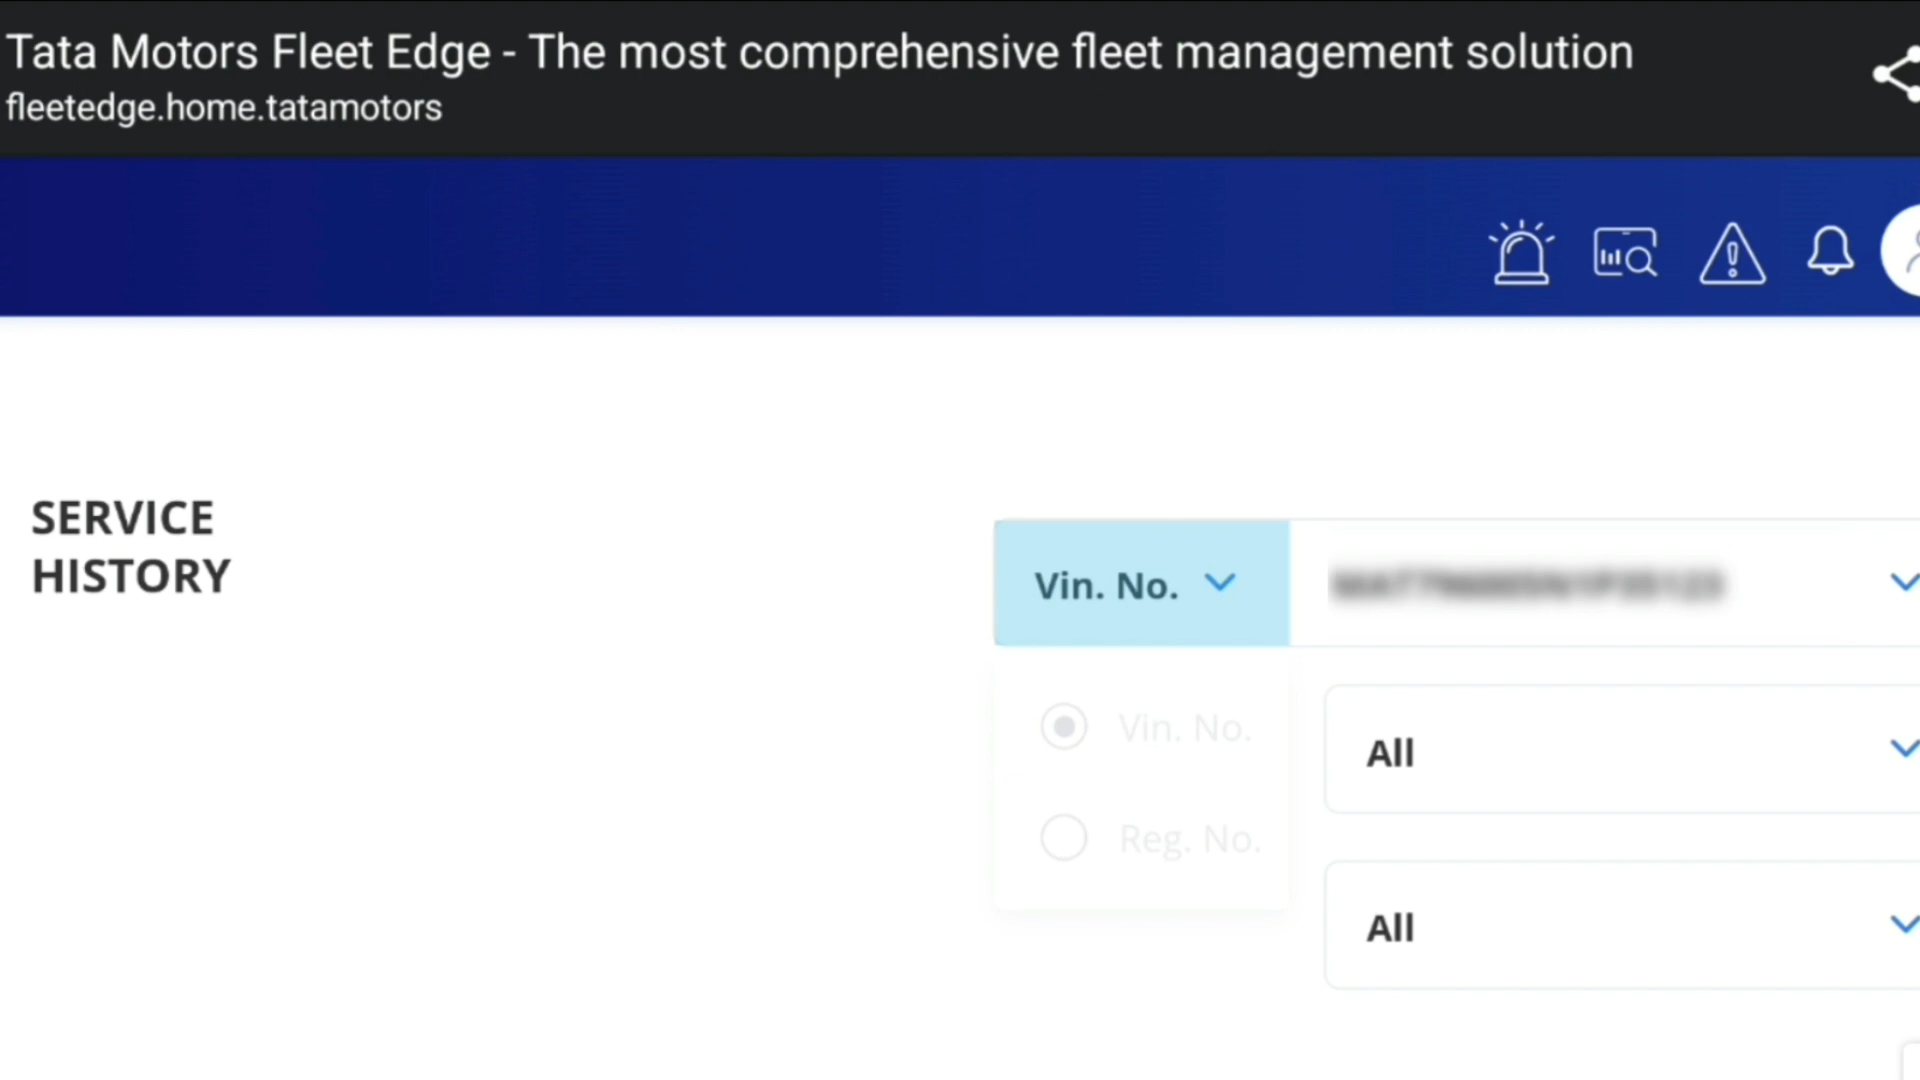 Tata Motors Fleet Edge - The most comprehensive fleet management solution
fleetedge.home.tatamotors
SERVICE
HISTORY
Vin. No.
Vin. No.
Reg. No.
All
All